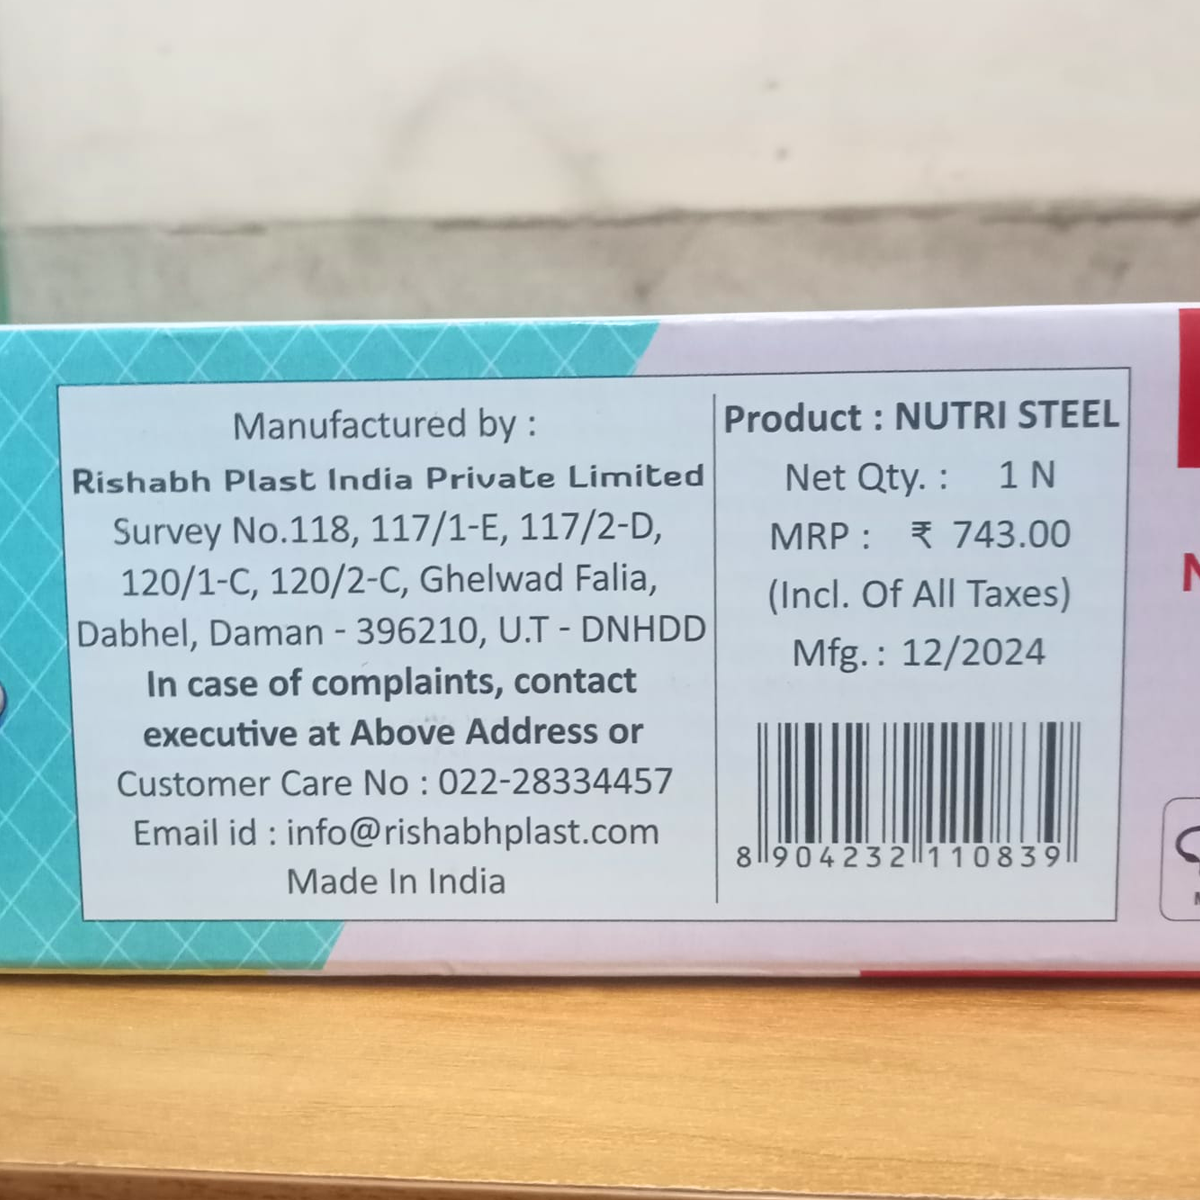 Manufactured by :
Rishabh Plast India Private Limited
Survey No.118, 117/1-E, 117/2-D,
120/1-C, 120/2-C, Ghelwad Falia,
Dabhel, Daman - 396210, U.T - DNHDD
In case of complaints, contact
executive at Above Address or
Customer Care No : 022-28334457
Email id : info@rishabhplast.com
Made In India
Product : NUTRI STEEL
Net Qty. : 1 N
MRP : ₹ 743.00
(Incl. Of All Taxes)
Mfg. : 12/2024
8 904232 110839